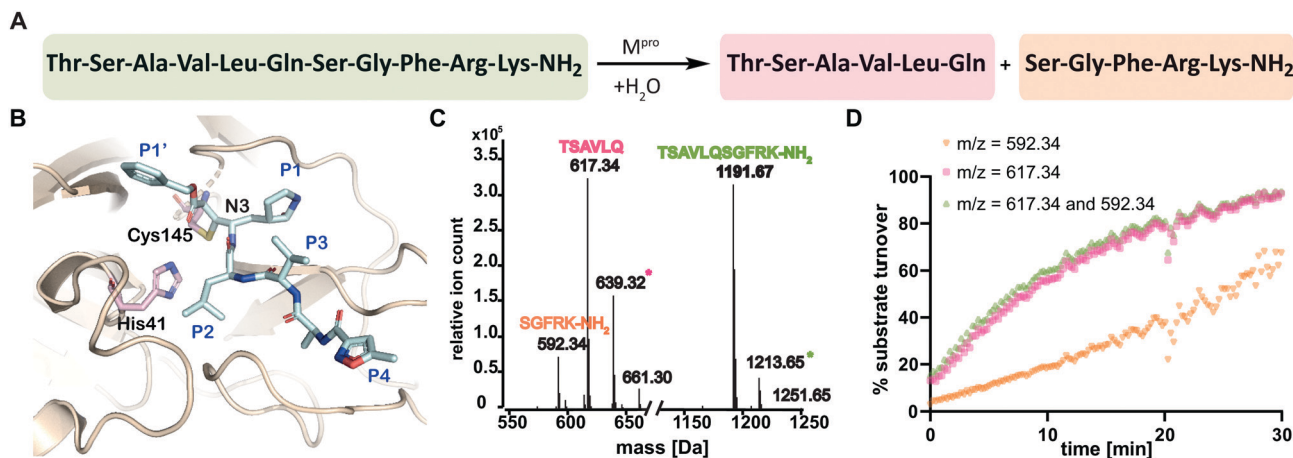 A
Thr-Ser-Ala-Val-Leu-Gln-Ser-Gly-Phe-Arg-Lys-NH2
Mpro
+H2O
Thr-Ser-Ala-Val-Leu-Gln
+
Ser-Gly-Phe-Arg-Lys-NH2
B
P1'
P1
N3
Cys145
P3
His41
P2
P4
C
x10⁵
3.5
3.0
2.5
2.0
1.5
1.0
0.5
0
relative ion count
TSAVLQ
617.34
639.32 *
SGFRK-NH2
592.34
661.30
TSAVLQSGFRK-NH2
1191.67
1213.65 *
1251.65
550 600 650 1150 1200 1250
mass [Da]
D
m/z = 592.34
m/z = 617.34
m/z = 617.34 and 592.34
100
80
60
40
20
0
% substrate turnover
0 10 20 30
time [min]